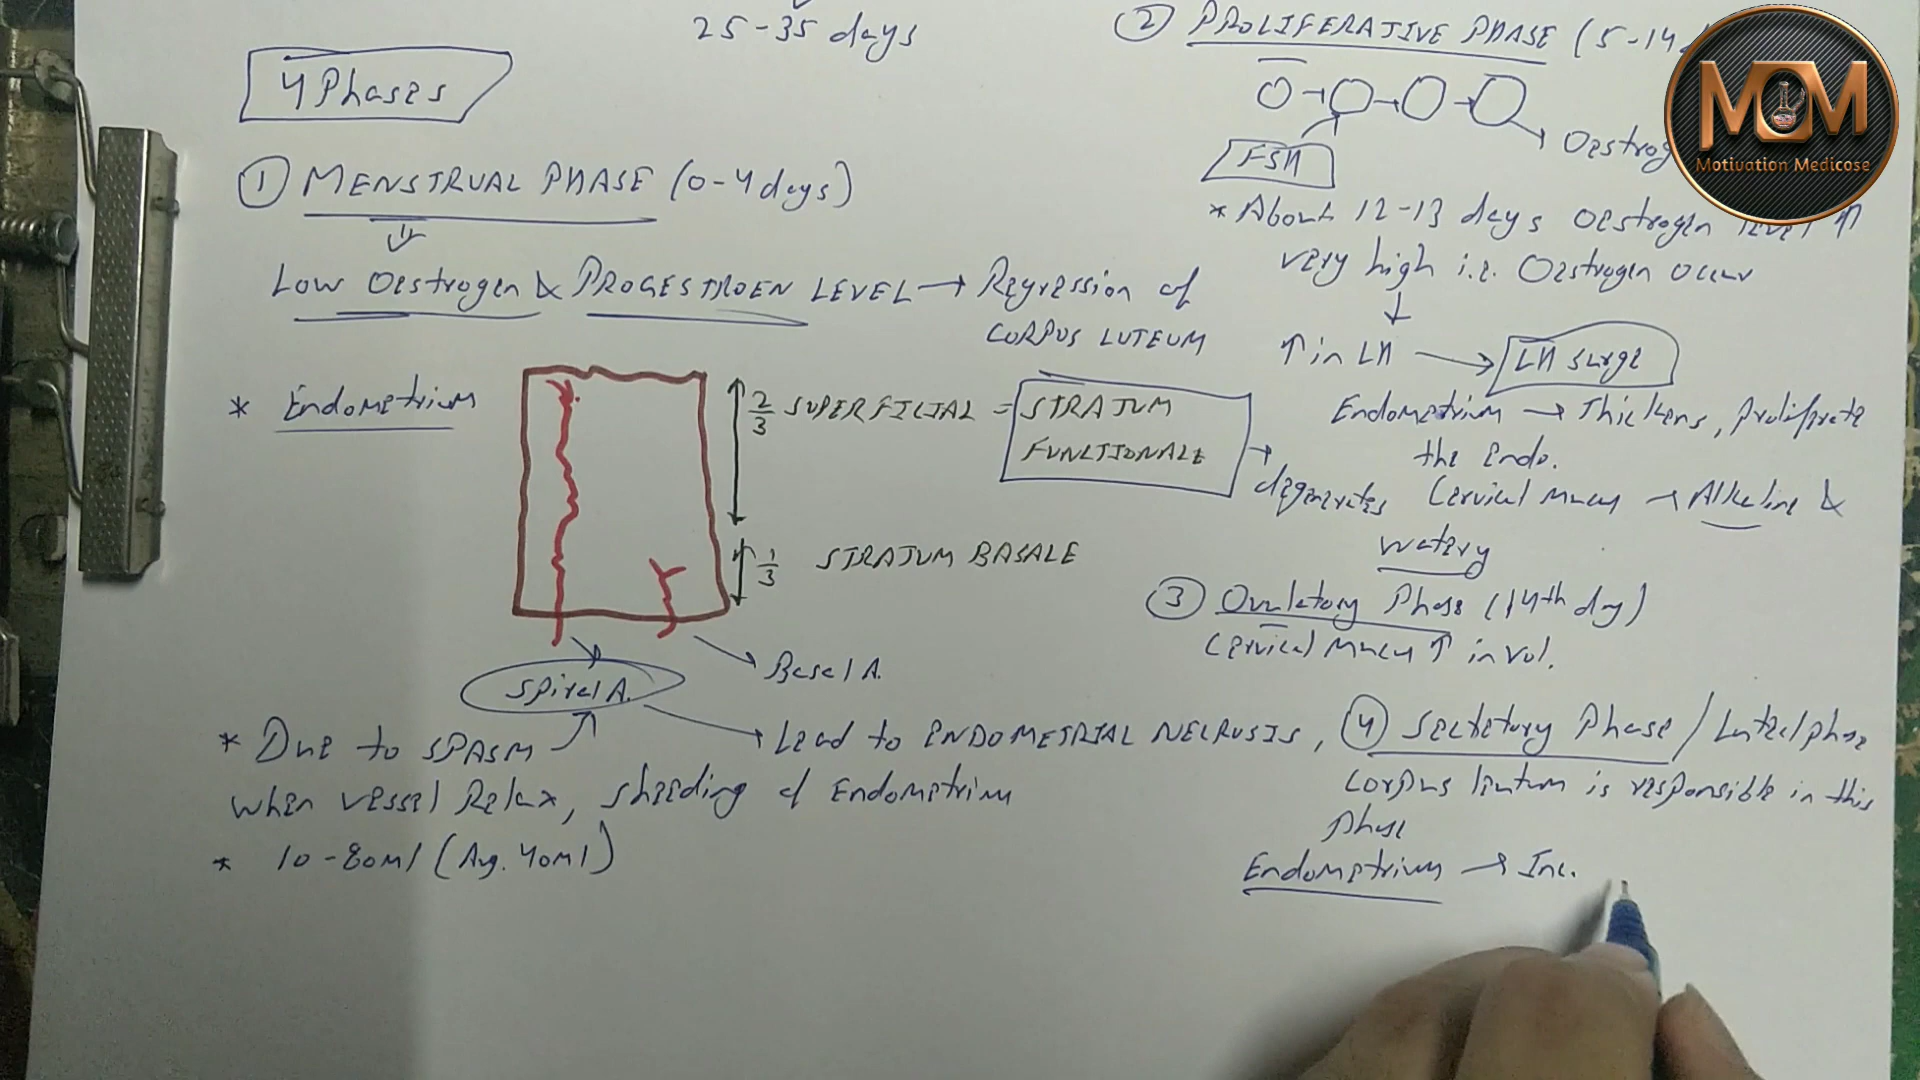 25-35 days
4 Phases
① MENSTRUAL PHASE (0-4 days)
Low Oestrogen & PROGESTROEN LEVEL → Regression of
CORPUS LUTEUM
* Endometrium
2/3 SUPERFICIAL = STRATUM
FUNCTIONALE
→ degenerates
1/3 STRATUM BASALE
Spiral A.
Basal A.
* Due to SPASM
→ Lead to ENDOMETRIAL NECROSIS,
when vessel Relax, shedding of Endometrium
* 10-80ml (Avg. 40ml)
② PROLIFERATIVE PHASE (5-14 d
FSH
Oestrog
* About 12-13 days Oestrogen level ↑
very high i.e. Oestrogen occur
↓
↑ in LH → LH surge
Endometrium → Thickens, proliferate
the Endo.
Cervical mucus → Alkaline &
watery
③ Ovulatory Phase (14th day)
Cervical Mucus ↑ in vol.
④ Secretory Phase / Luteal phase
Corpus leutum is responsible in this
Phase
Endometrium → Inc.
MOM
Motivation Medicose